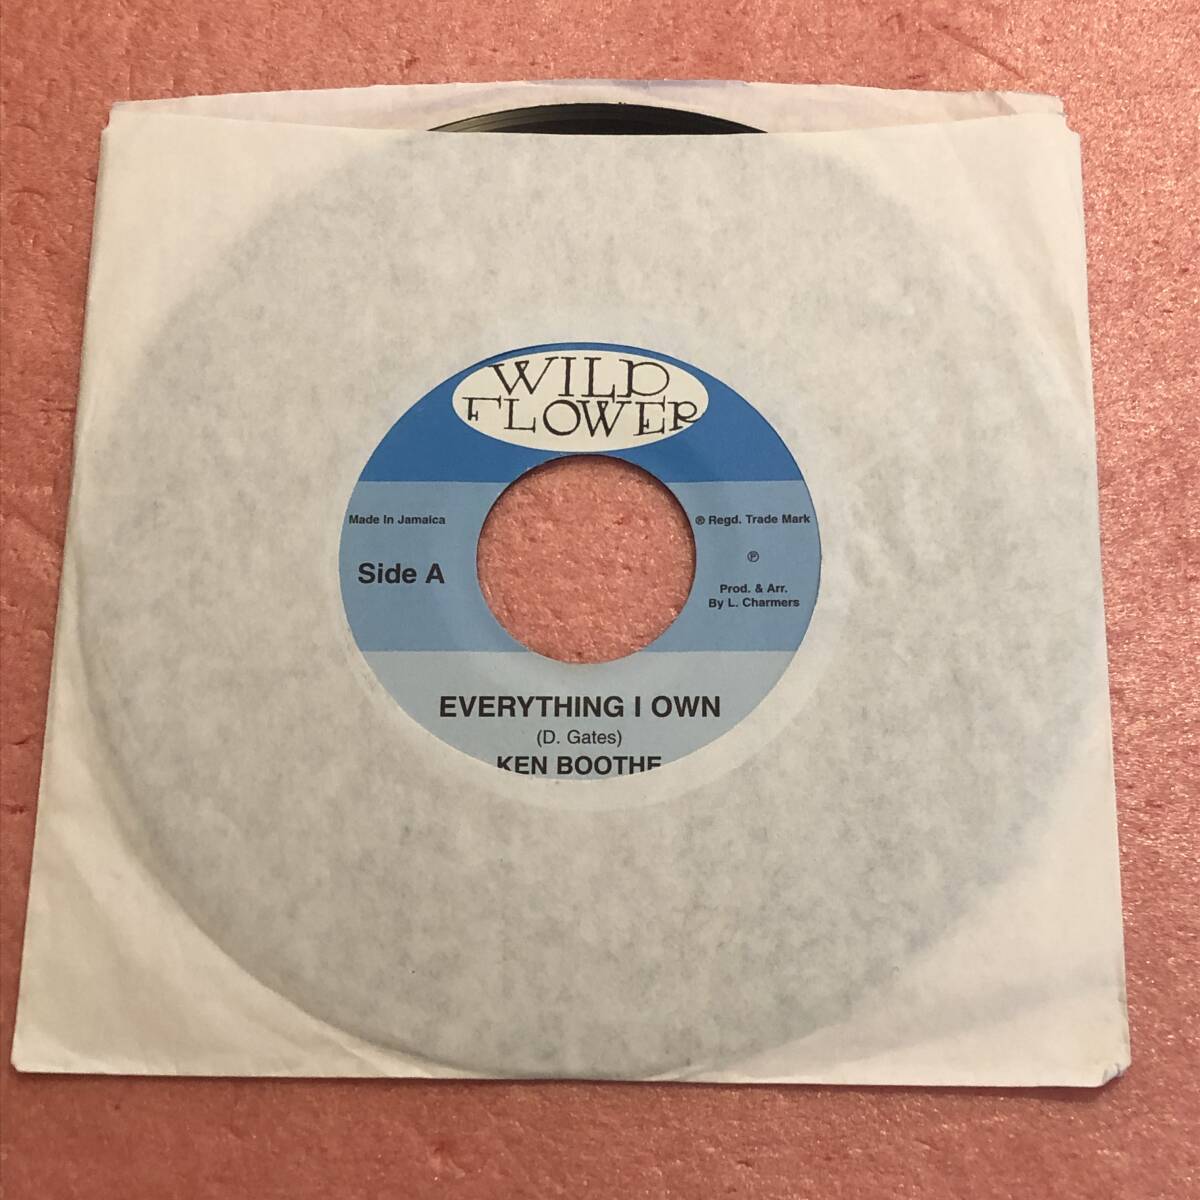 WILD
FLOWER
Made In Jamaica
® Regd. Trade Mark
Side A
℗
Prod. & Arr.
By L. Charmers
EVERYTHING I OWN
(D. Gates)
KEN BOOTHE